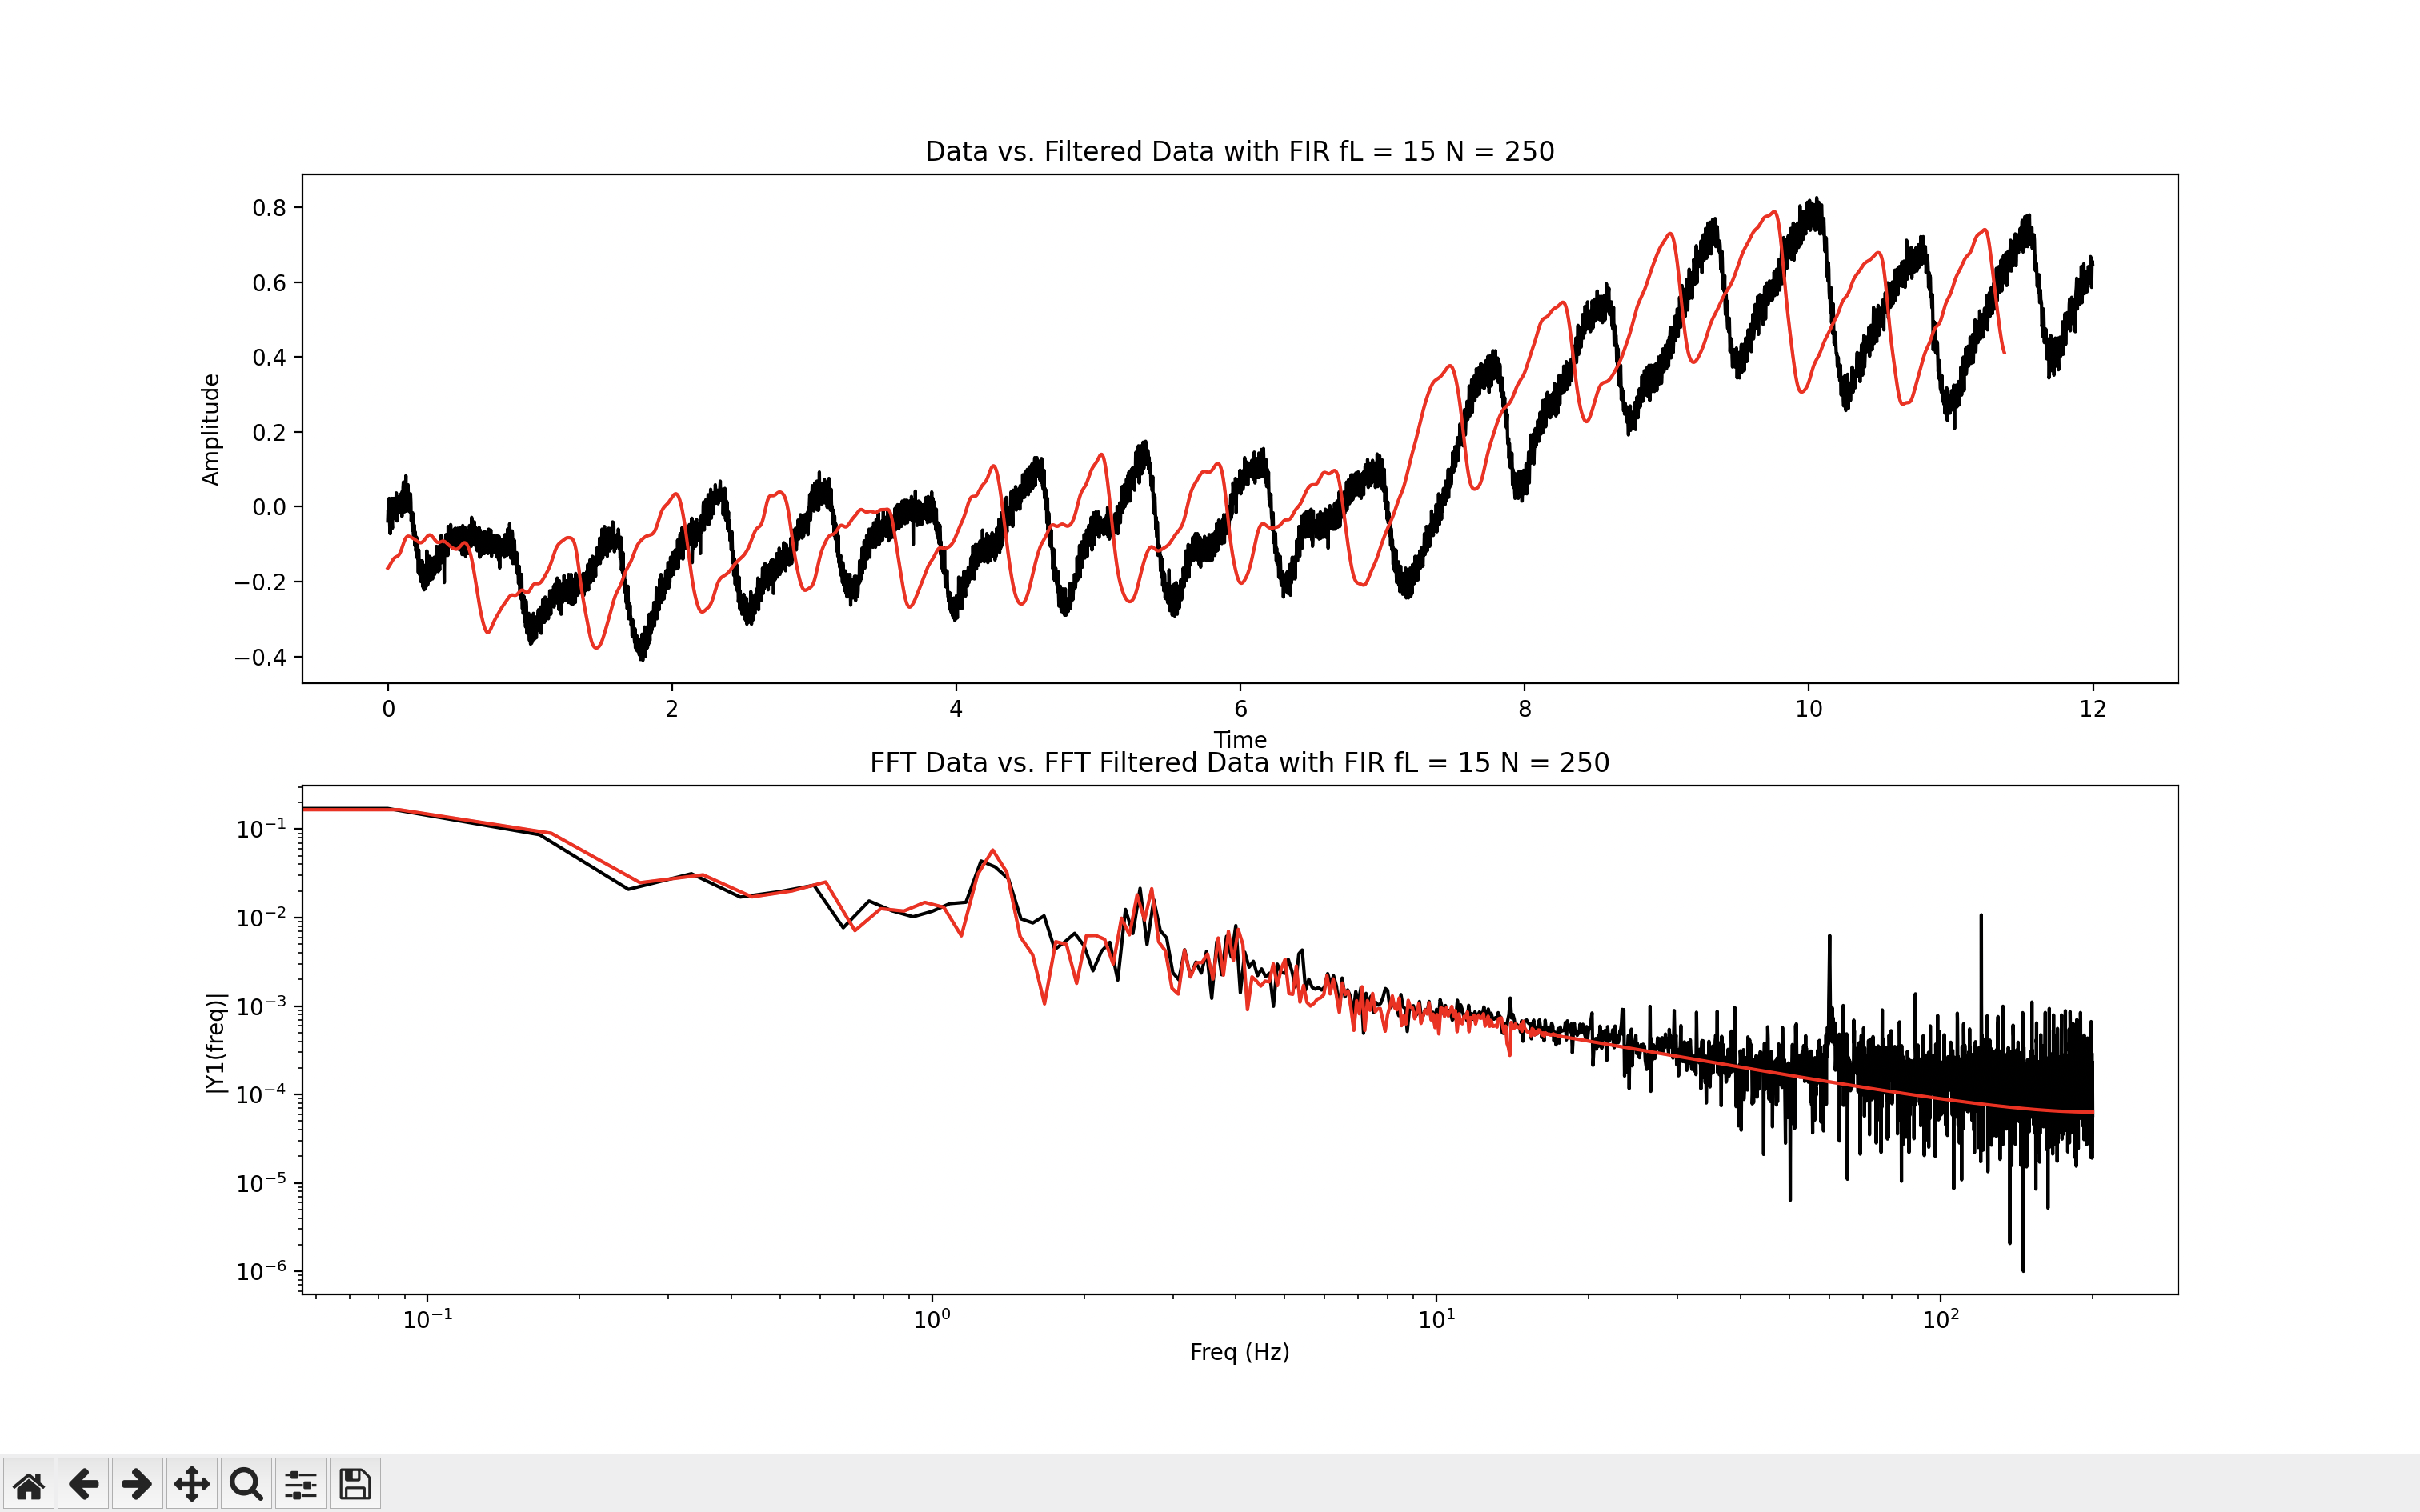 Data vs. Filtered Data with FIR fL = 15 N = 250
Amplitude
0.8
0.6
0.4
0.2
0.0
−0.2
−0.4
0 2 4 6 8 10 12
Time
FFT Data vs. FFT Filtered Data with FIR fL = 15 N = 250
|Y1(freq)|
10⁻¹
10⁻²
10⁻³
10⁻⁴
10⁻⁵
10⁻⁶
10⁻¹ 10⁰ 10¹ 10²
Freq (Hz)